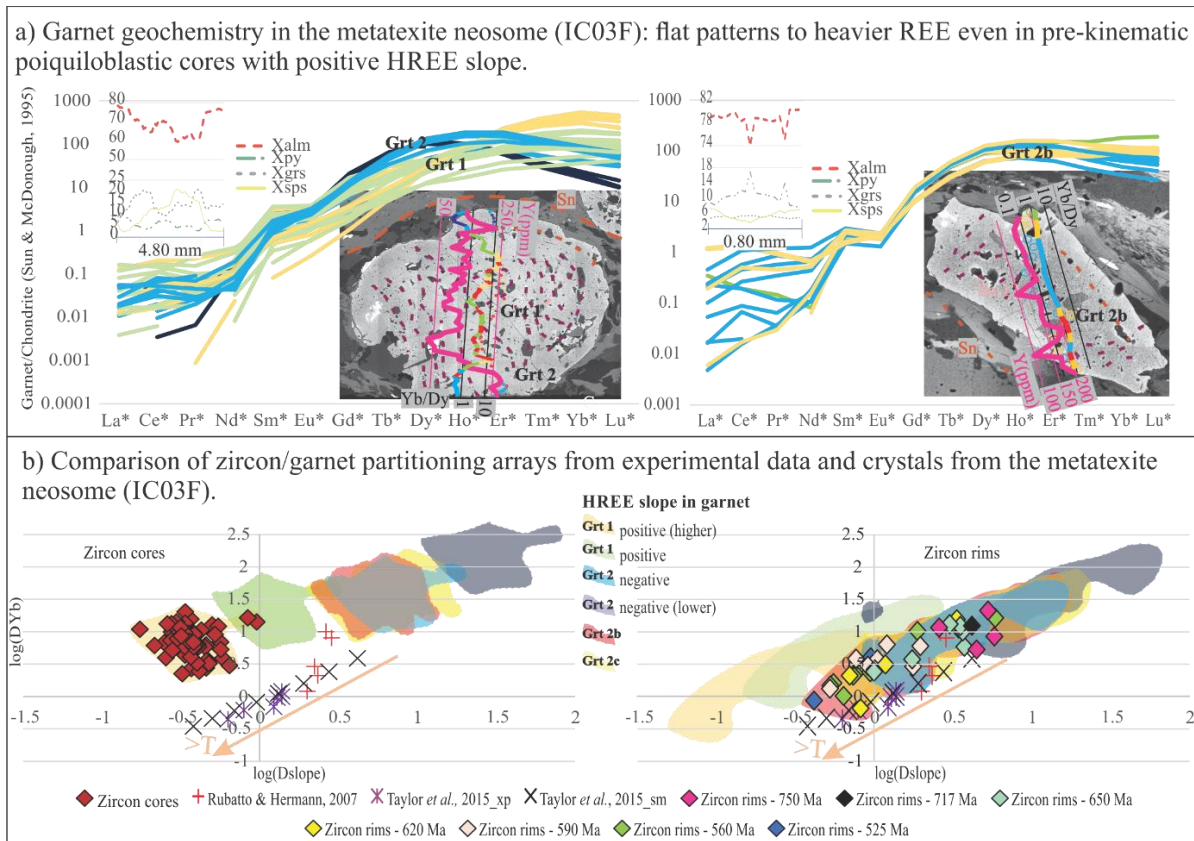 a) Garnet geochemistry in the metatexite neosome (IC03F): flat patterns to heavier REE even in pre-kinematic
poiquiloblastic cores with positive HREE slope.
Garnet/Chondrite (Sun & McDonough, 1995)
1000
100
10
1
0.1
0.01
0.001
0.0001
80
70
60
50
25
20
15
10
5
0
4.80 mm
Xalm
Xpy
Xgrs
Xsps
Grt 2
Grt 1
Sn
50
250
Y(ppm)
Grt 1
Grt 2
Yb/Dy
1
10
La* Ce* Pr* Nd* Sm* Eu* Gd* Tb* Dy* Ho* Er* Tm* Yb* Lu*
1000
100
10
1
0.1
0.01
0.001
82
78
74
18
14
10
6
2
0.80 mm
Xalm
Xpy
Xgrs
Xsps
Grt 2b
0.1
1
10
Yb/Dy
Grt 2b
Sn
Y(ppm)
100
150
200
La* Ce* Pr* Nd* Sm* Eu* Gd* Tb* Dy* Ho* Er* Tm* Yb* Lu*
b) Comparison of zircon/garnet partitioning arrays from experimental data and crystals from the metatexite
neosome (IC03F).
Zircon cores
log(DYb)
2.5
2
1.5
1
0.5
0
-0.5
-1
-1.5 -1 -0.5 0 0.5 1 1.5 2
>T
log(Dslope)
HREE slope in garnet
Grt 1 positive (higher)
Grt 1 positive
Grt 2 negative
Grt 2 negative (lower)
Grt 2b
Grt 2c
Zircon rims
2.5
2
1.5
1
0.5
0
-0.5
-1
-1.5 -1 -0.5 0 0.5 1 1.5 2
>T
log(Dslope)
Zircon cores Rubatto & Hermann, 2007 Taylor et al., 2015_xp Taylor et al., 2015_sm Zircon rims - 750 Ma Zircon rims - 717 Ma Zircon rims - 650 Ma
Zircon rims - 620 Ma Zircon rims - 590 Ma Zircon rims - 560 Ma Zircon rims - 525 Ma